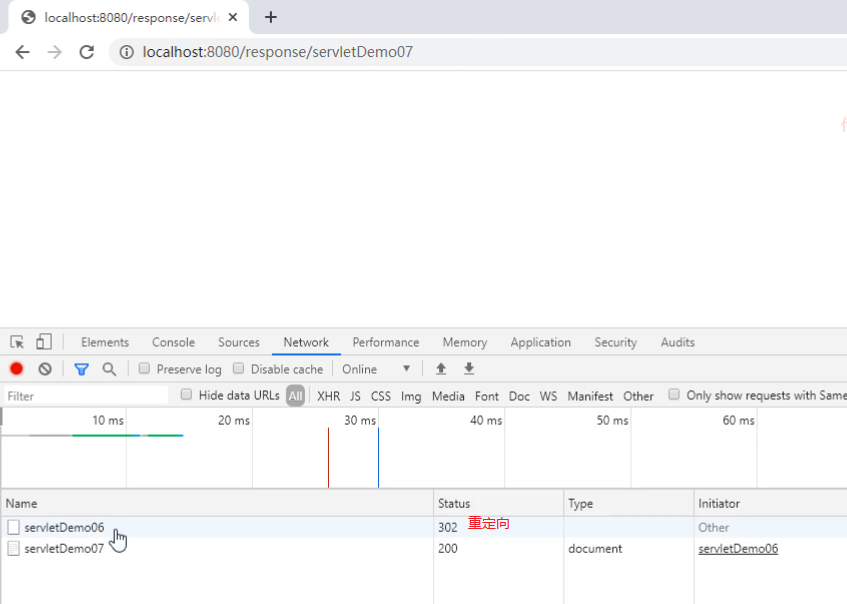 localhost:8080/response/servle
localhost:8080/response/servletDemo07
Elements Console Sources Network Performance Memory Application Security Audits
Preserve log Disable cache Online
Filter Hide data URLs All XHR JS CSS Img Media Font Doc WS Manifest Other Only show requests with Same
10 ms 20 ms 30 ms 40 ms 50 ms 60 ms
Name Status Type Initiator
servletDemo06 302 重定向 Other
servletDemo07 200 document servletDemo06